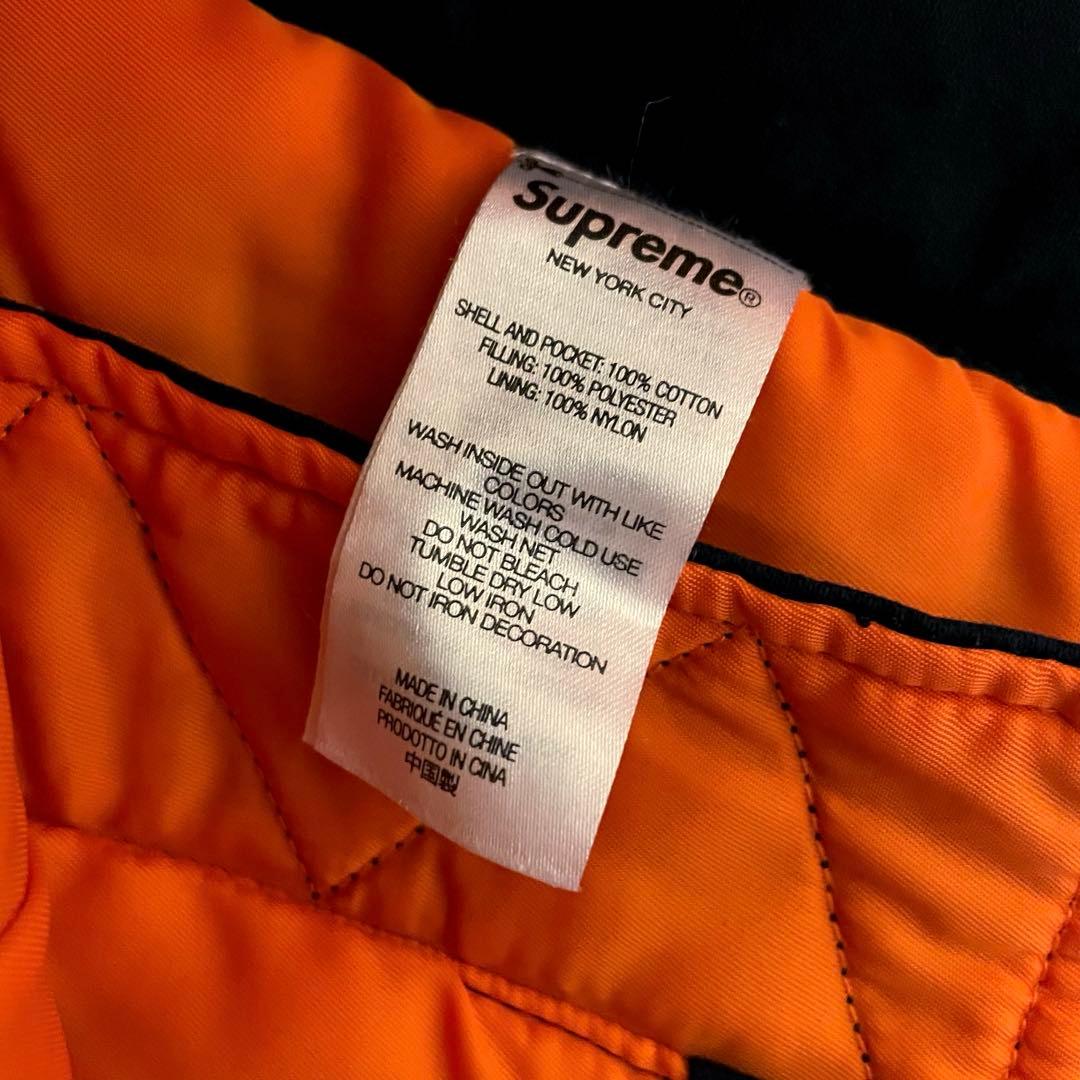 Supreme®
NEW YORK CITY
SHELL AND POCKET: 100% COTTON
FILLING: 100% POLYESTER
LINING: 100% NYLON
WASH INSIDE OUT WITH LIKE
COLORS
MACHINE WASH COLD USE
WASH NET
DO NOT BLEACH
TUMBLE DRY LOW
LOW IRON
DO NOT IRON DECORATION
MADE IN CHINA
FABRIQUÉ EN CHINE
PRODOTTO IN CINA
中国製